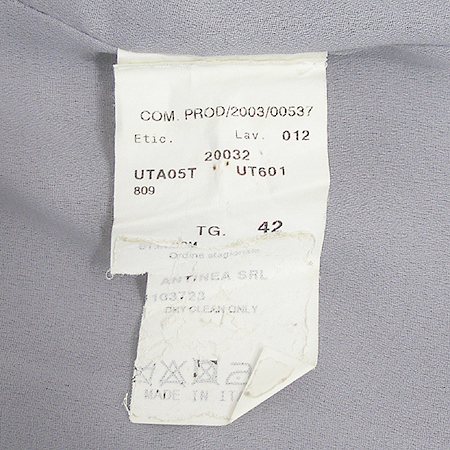 COM. PROD/2003/00537
Etic. Lav. 012
20032
UTA05T UT601
809
TG. 42
Ordine stagionale
ANTINEA SRL
103723
DRY CLEAN ONLY
MADE IN